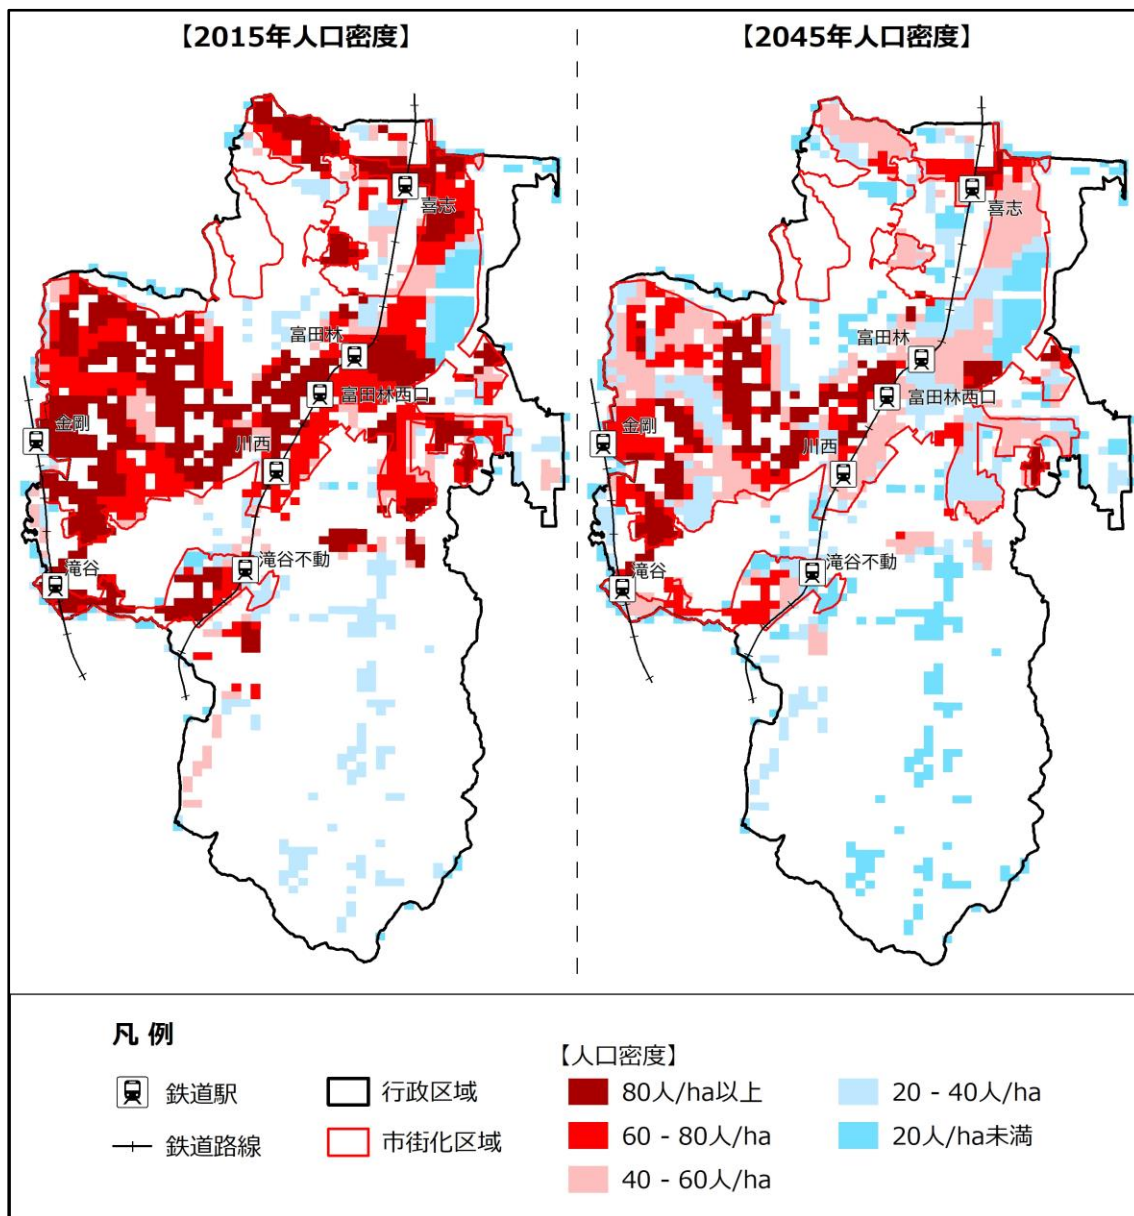 【2015年人口密度】
【2045年人口密度】
喜志
富田林
富田林西口
金剛
川西
滝谷不動
滝谷
喜志
富田林
富田林西口
金剛
川西
滝谷不動
滝谷
凡 例
鉄道駅
鉄道路線
行政区域
市街化区域
【人口密度】
80人/ha以上
60 - 80人/ha
40 - 60人/ha
20 - 40人/ha
20人/ha未満